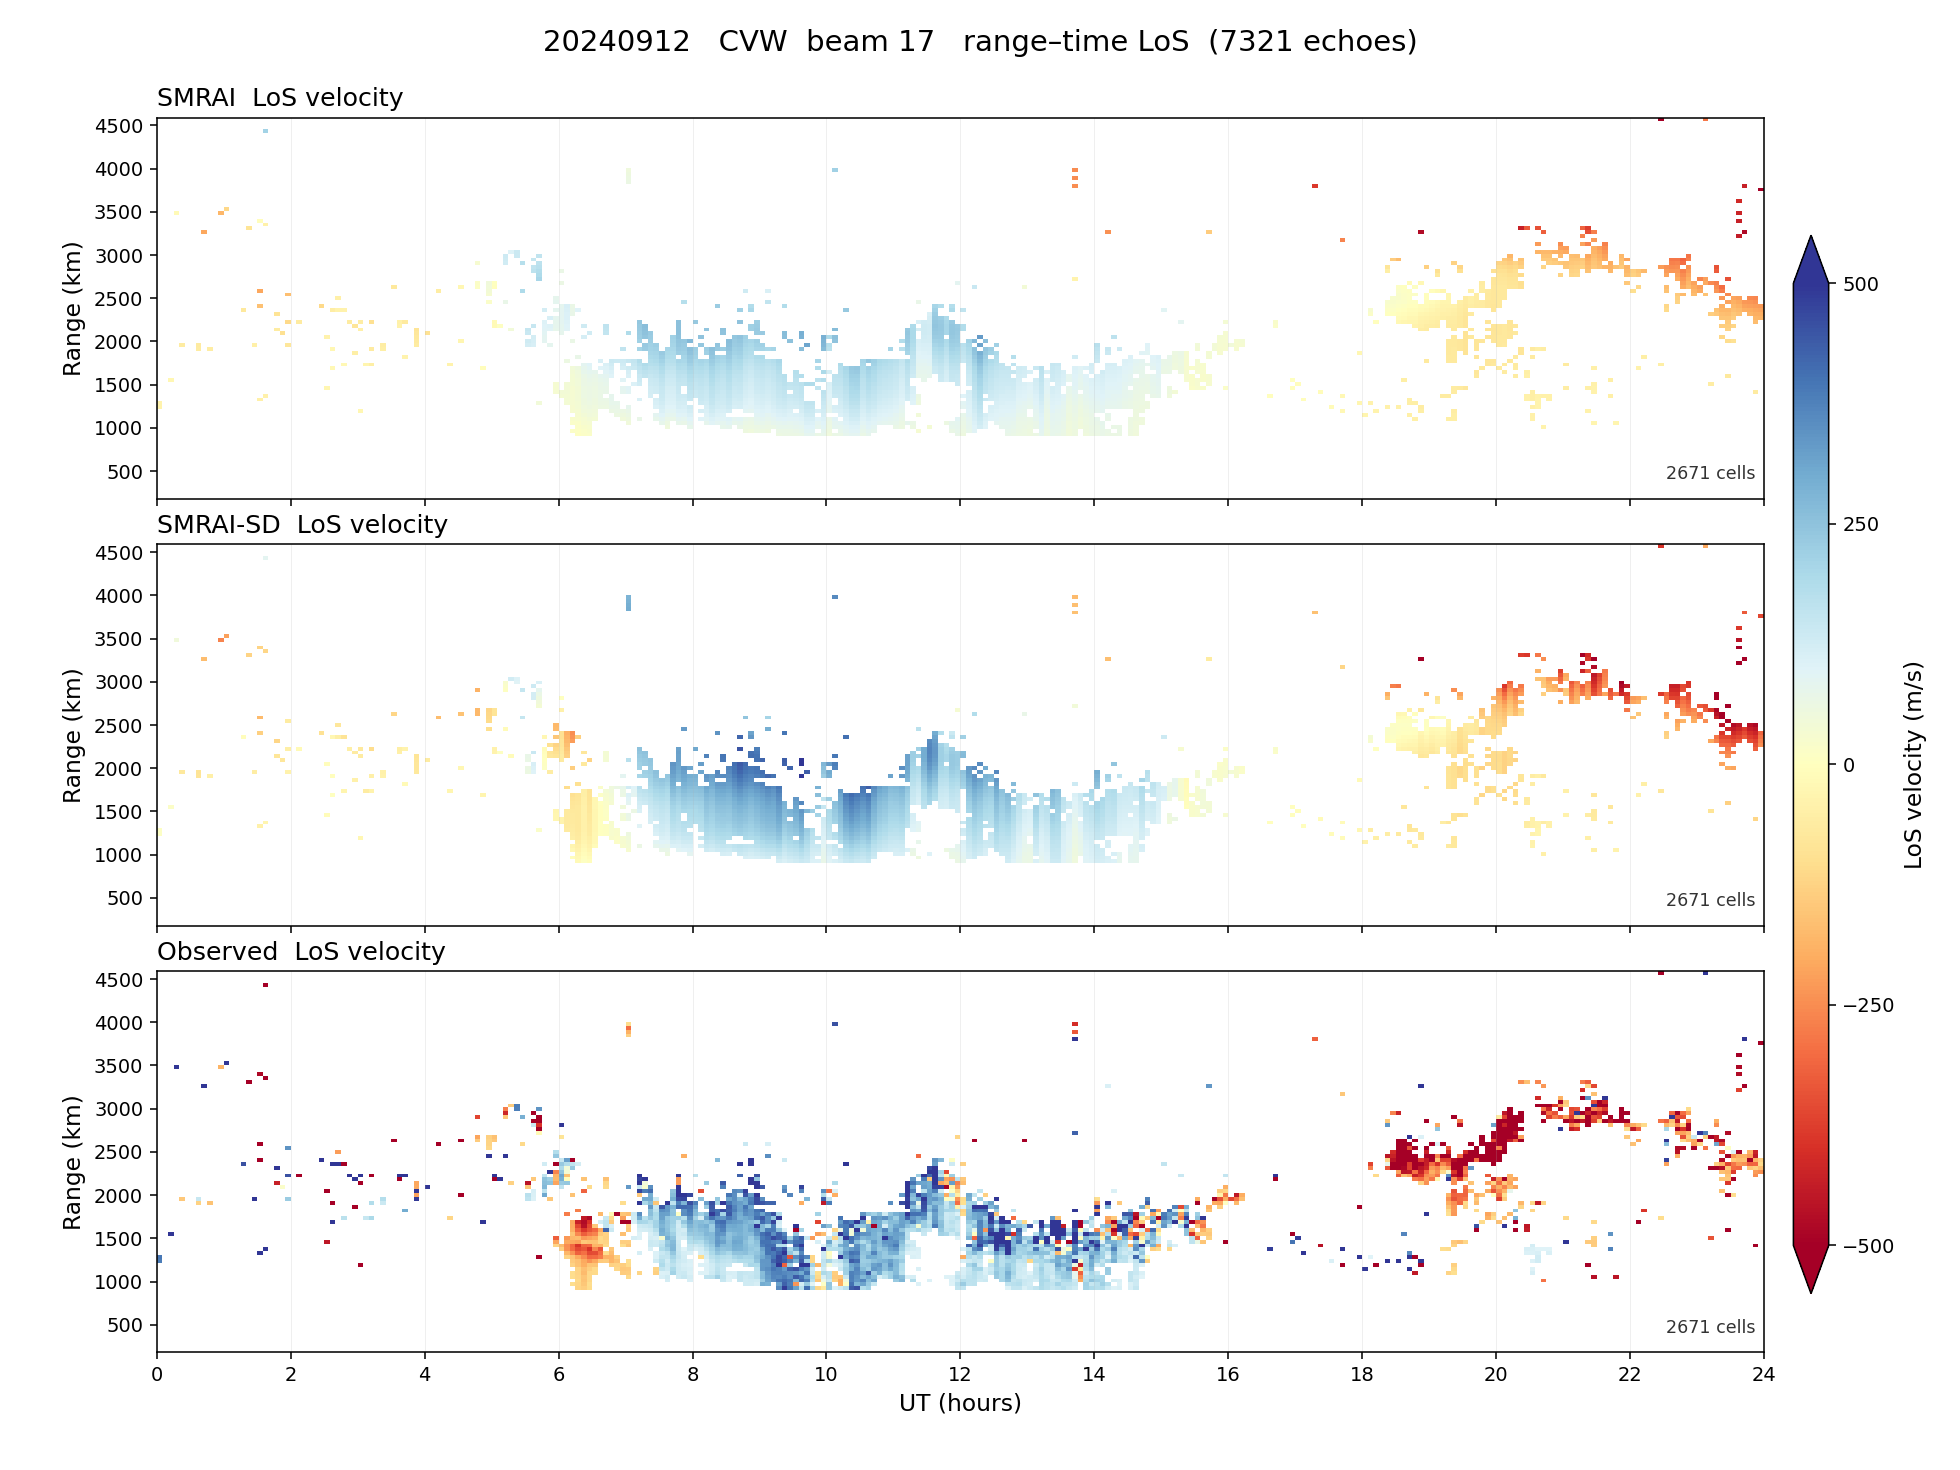 20240912   CVW  beam 17   range–time LoS  (7321 echoes)
SMRAI  LoS velocity
4500
4000
3500
3000
2500
2000
1500
1000
500
Range (km)
2671 cells
SMRAI-SD  LoS velocity
4500
4000
3500
3000
2500
2000
1500
1000
500
Range (km)
2671 cells
Observed  LoS velocity
4500
4000
3500
3000
2500
2000
1500
1000
500
Range (km)
2671 cells
0 2 4 6 8 10 12 14 16 18 20 22 24
UT (hours)
500
250
0
−250
−500
LoS velocity (m/s)